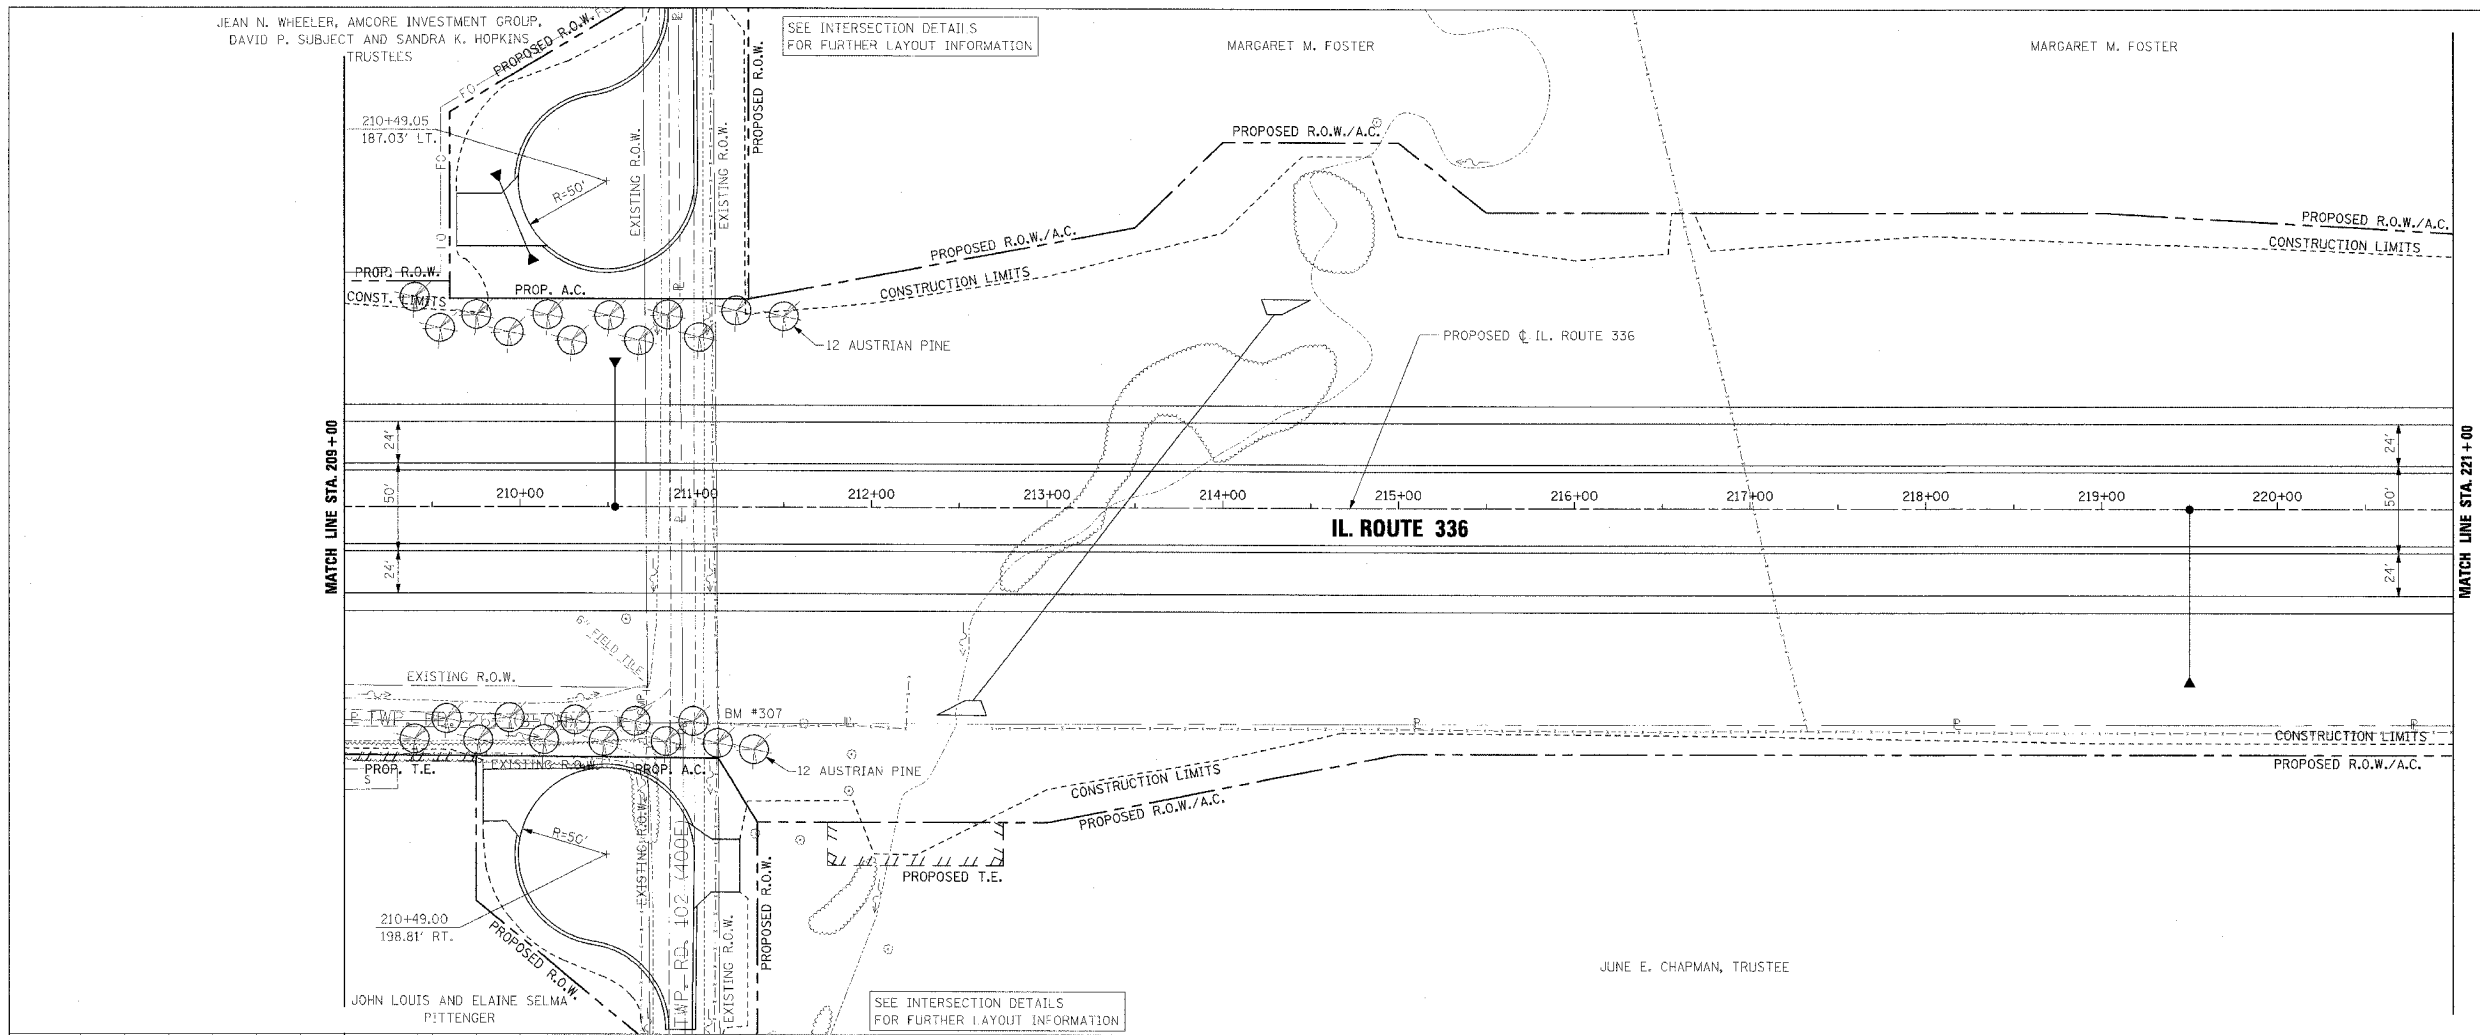 JEAN N. WHEELER, AMCORE INVESTMENT GROUP,
DAVID P. SUBJECT AND SANDRA K. HOPKINS
TRUSTEES
PROPOSED R.O.W.
FO
FO
FO
SEE INTERSECTION DETAILS
FOR FURTHER LAYOUT INFORMATION
MARGARET M. FOSTER
MARGARET M. FOSTER
210+49.05
187.03' LT.
R=50'
EXISTING R.O.W.
EXISTING R.O.W.
PROPOSED R.O.W.
PROPOSED R.O.W./A.C.
PROPOSED R.O.W./A.C.
PROPOSED R.O.W./A.C.
CONSTRUCTION LIMITS
CONSTRUCTION LIMITS
PROP. R.O.W.
CONST. LIMITS
PROP. A.C.
12 AUSTRIAN PINE
PROPOSED ℄ IL. ROUTE 336
MATCH LINE STA. 209+00
24'
50'
24'
210+00
211+00
212+00
213+00
214+00
215+00
216+00
217+00
218+00
219+00
220+00
IL. ROUTE 336
24'
50'
24'
MATCH LINE STA. 221+00
6" FIELD TILE
EXISTING R.O.W.
BM #307
12 AUSTRIAN PINE
PROP. T.E.
EXISTING R.O.W.
PROP. A.C.
S
CONSTRUCTION LIMITS
PROPOSED R.O.W./A.C.
CONSTRUCTION LIMITS
PROPOSED R.O.W./A.C.
R=50'
EXISTING R.O.W.
TWP. RD. 102 (400E)
EXISTING R.O.W.
PROPOSED R.O.W.
PROPOSED T.E.
210+49.00
198.81' RT.
PROPOSED R.O.W.
JOHN LOUIS AND ELAINE SELMA
PITTENGER
SEE INTERSECTION DETAILS
FOR FURTHER LAYOUT INFORMATION
JUNE E. CHAPMAN, TRUSTEE